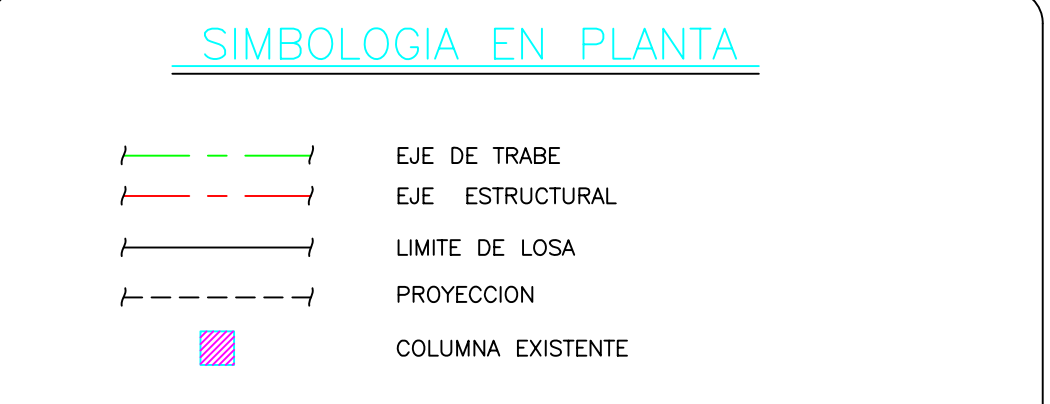 SIMBOLOGIA EN PLANTA
EJE DE TRABE
EJE ESTRUCTURAL
LIMITE DE LOSA
PROYECCION
COLUMNA EXISTENTE